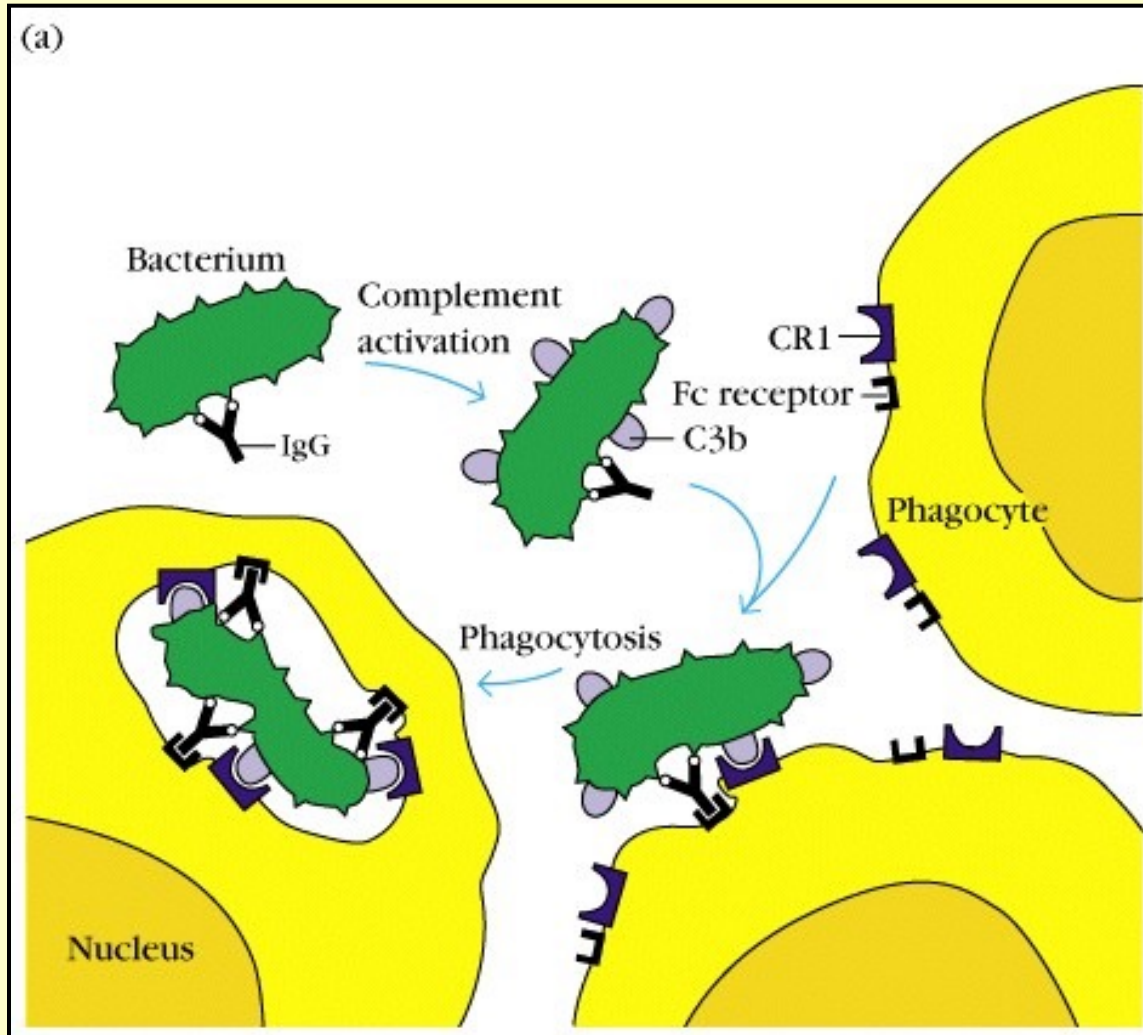 (a)
Bacterium
Complement
activation
IgG
CR1
Fc receptor
C3b
Phagocyte
Phagocytosis
Nucleus